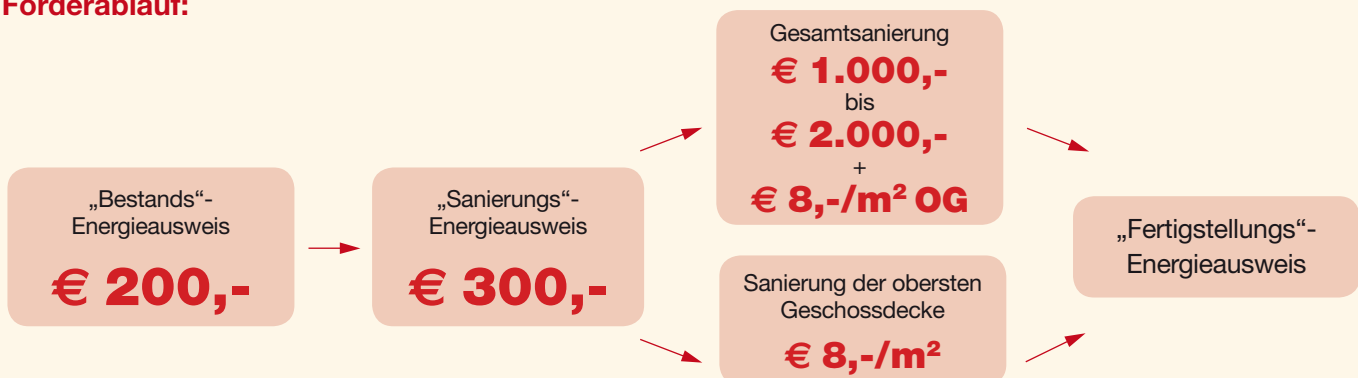 Förderablauf:
„Bestands“-
Energieausweis
€ 200,-
„Sanierungs“-
Energieausweis
€ 300,-
Gesamtsanierung
€ 1.000,-
bis
€ 2.000,-
+
€ 8,-/m² OG
Sanierung der obersten
Geschossdecke
€ 8,-/m²
„Fertigstellungs“-
Energieausweis